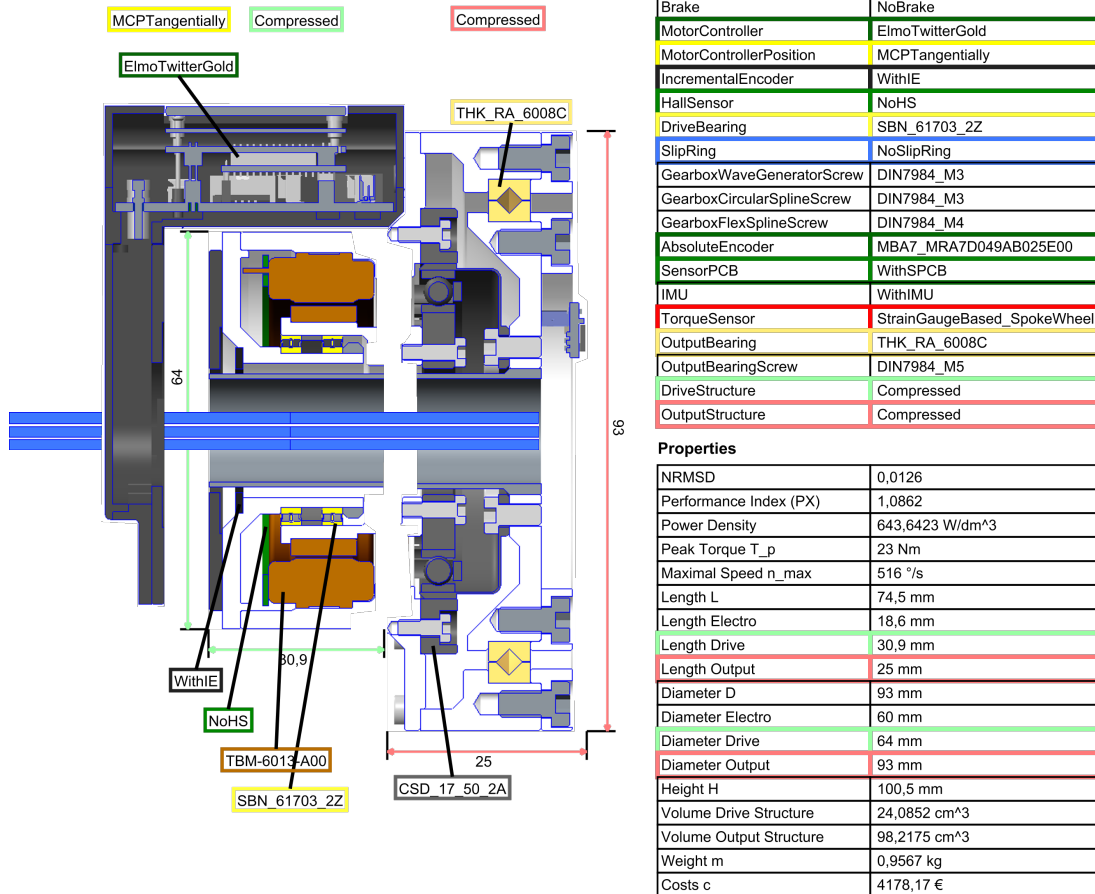 MCPTangentially
Compressed
Compressed
ElmoTwitterGold
THK_RA_6008C
64
93
30,9
WithIE
NoHS
TBM-6013-A00
SBN_61703_2Z
25
CSD_17_50_2A
Brake NoBrake
MotorController ElmoTwitterGold
MotorControllerPosition MCPTangentially
IncrementalEncoder WithIE
HallSensor NoHS
DriveBearing SBN_61703_2Z
SlipRing NoSlipRing
GearboxWaveGeneratorScrew DIN7984_M3
GearboxCircularSplineScrew DIN7984_M3
GearboxFlexSplineScrew DIN7984_M4
AbsoluteEncoder MBA7_MRA7D049AB025E00
SensorPCB WithSPCB
IMU WithIMU
TorqueSensor StrainGaugeBased_SpokeWheel
OutputBearing THK_RA_6008C
OutputBearingScrew DIN7984_M5
DriveStructure Compressed
OutputStructure Compressed
Properties
NRMSD 0,0126
Performance Index (PX) 1,0862
Power Density 643,6423 W/dm^3
Peak Torque T_p 23 Nm
Maximal Speed n_max 516 °/s
Length L 74,5 mm
Length Electro 18,6 mm
Length Drive 30,9 mm
Length Output 25 mm
Diameter D 93 mm
Diameter Electro 60 mm
Diameter Drive 64 mm
Diameter Output 93 mm
Height H 100,5 mm
Volume Drive Structure 24,0852 cm^3
Volume Output Structure 98,2175 cm^3
Weight m 0,9567 kg
Costs c 4178,17 €